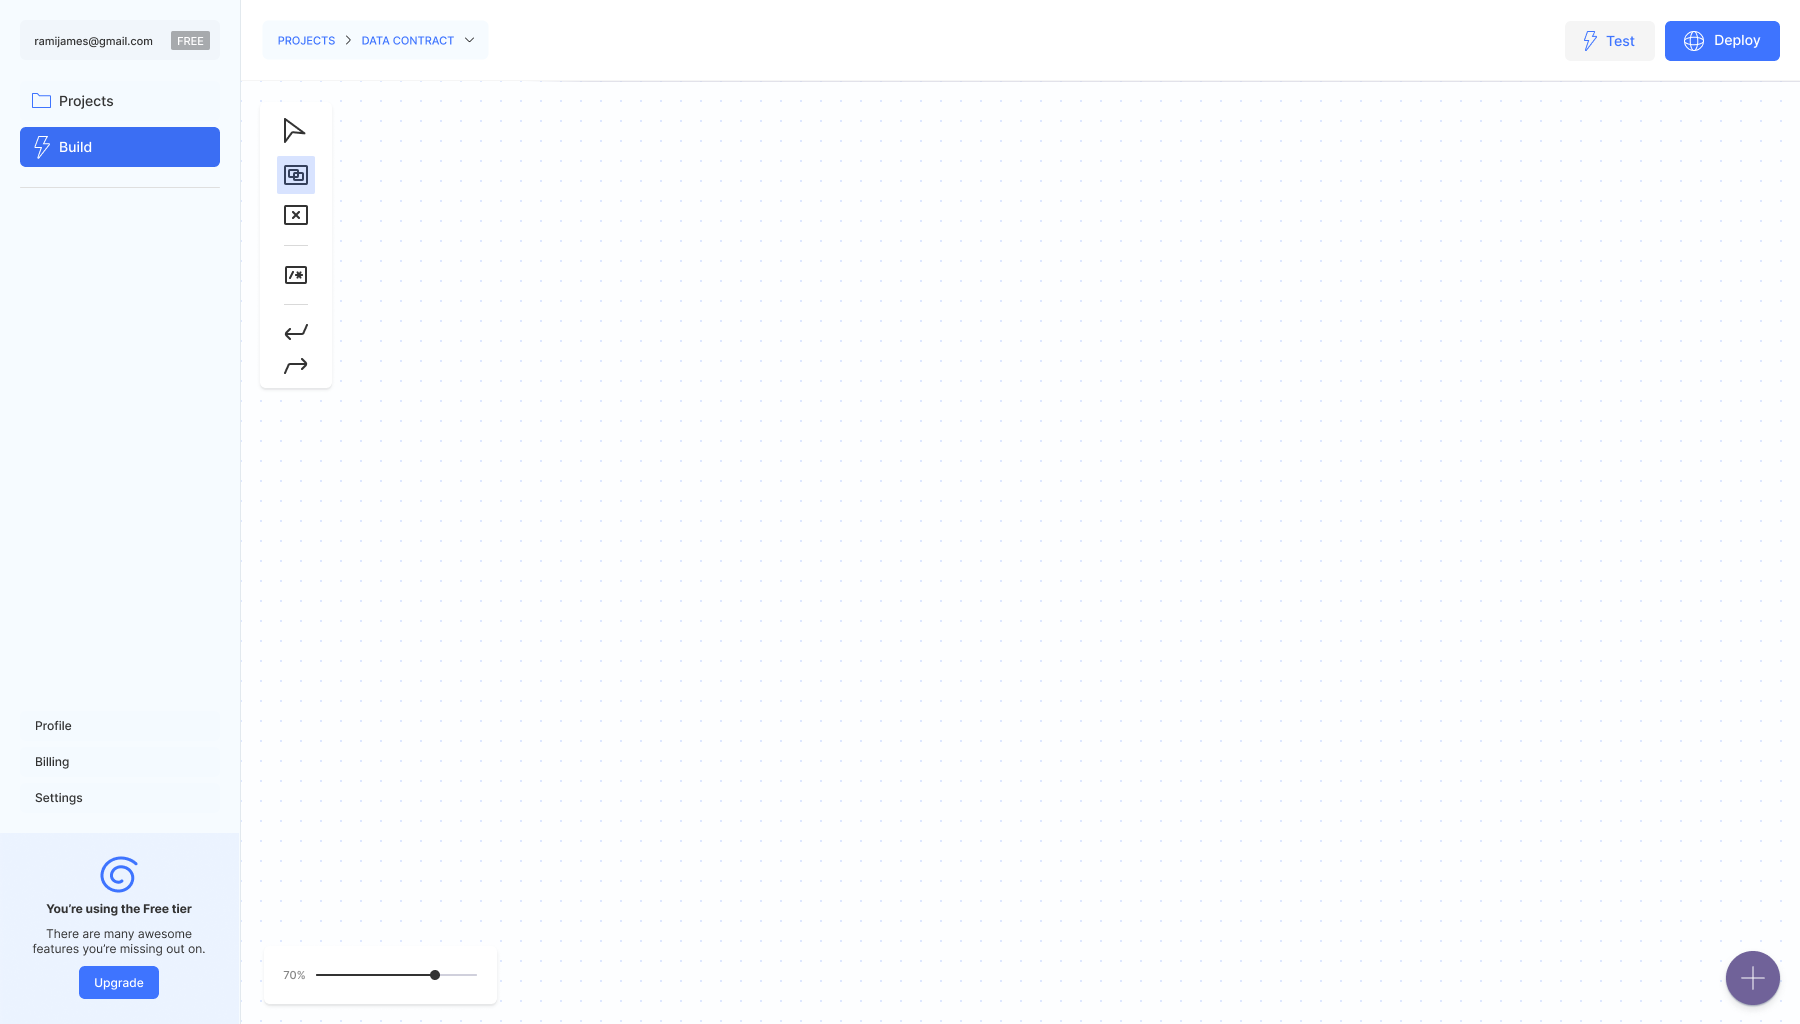 ramijames@gmail.com FREE
Projects
Build
PROJECTS DATA CONTRACT
Test
Deploy
/*
Profile
Billing
Settings
You're using the Free tier
There are many awesome
features you're missing out on.
Upgrade
70%